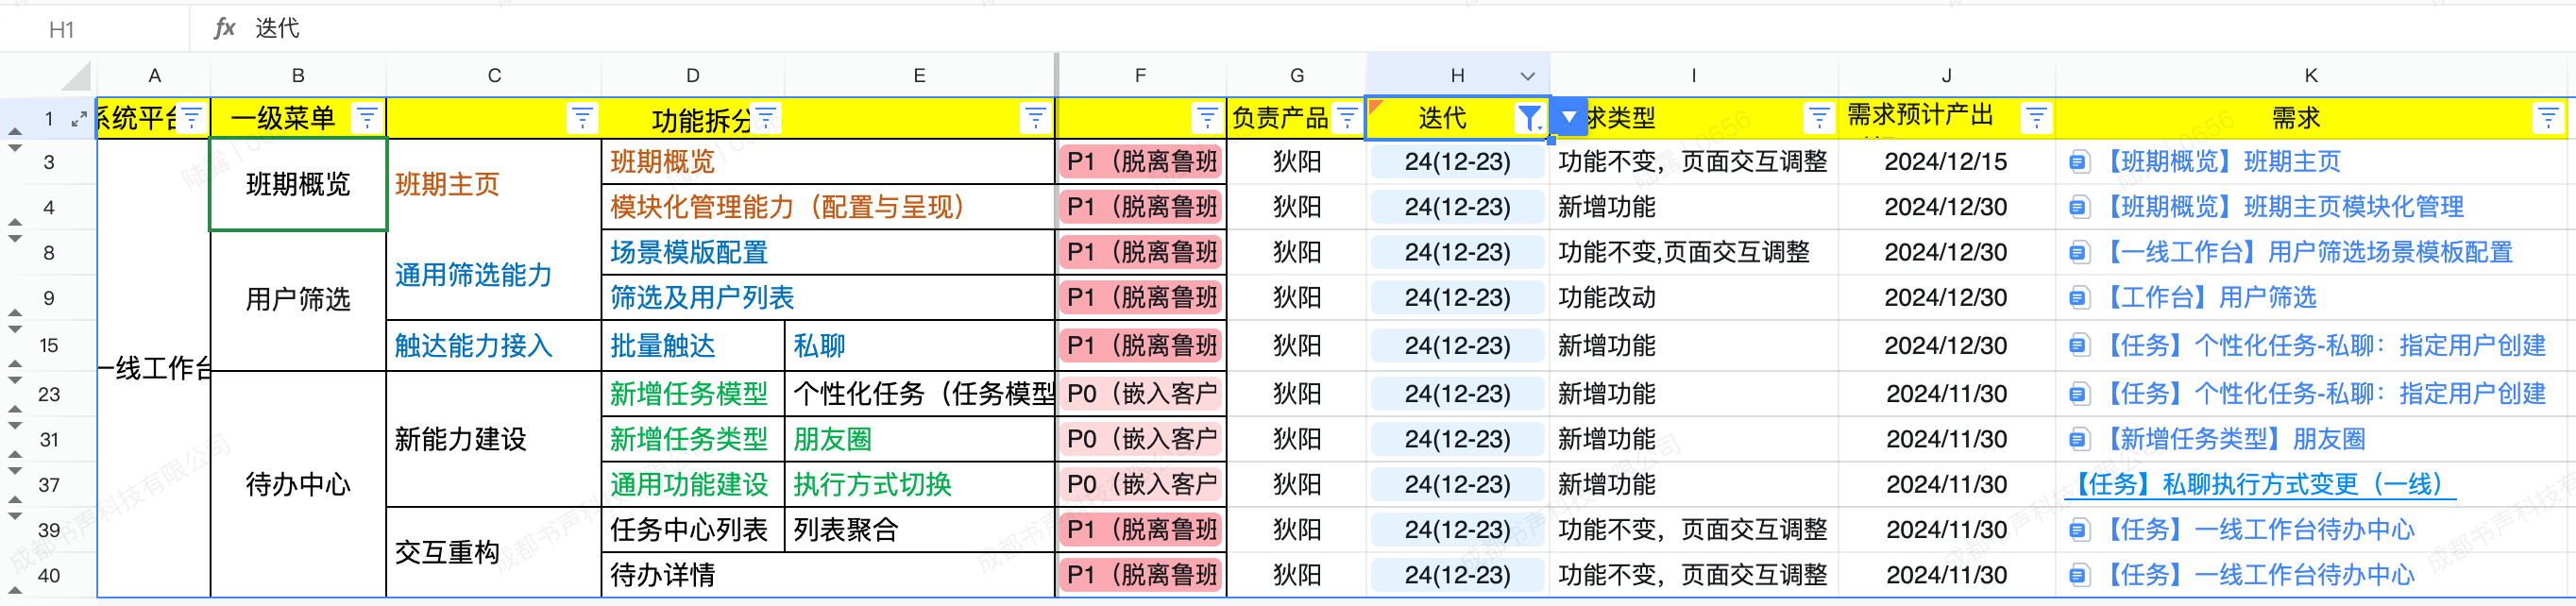 H1 fx 迭代
A B C D E F G H I J K
1 系统平台 一级菜单 功能拆分 负责产品 迭代 求类型 需求预计产出 需求
3 班期概览 班期主页 班期概览 P1（脱离鲁班 狄阳 24(12-23) 功能不变，页面交互调整 2024/12/15 【班期概览】班期主页
4 模块化管理能力（配置与呈现） P1（脱离鲁班 狄阳 24(12-23) 新增功能 2024/12/30 【班期概览】班期主页模块化管理
8 用户筛选 通用筛选能力 场景模版配置 P1（脱离鲁班 狄阳 24(12-23) 功能不变,页面交互调整 2024/12/30 【一线工作台】用户筛选场景模板配置
9 筛选及用户列表 P1（脱离鲁班 狄阳 24(12-23) 功能改动 2024/12/30 【工作台】用户筛选
15 一线工作台 触达能力接入 批量触达 私聊 P1（脱离鲁班 狄阳 24(12-23) 新增功能 2024/12/30 【任务】个性化任务-私聊：指定用户创建
23 待办中心 新能力建设 新增任务模型 个性化任务（任务模型 P0（嵌入客户 狄阳 24(12-23) 新增功能 2024/11/30 【任务】个性化任务-私聊：指定用户创建
31 新增任务类型 朋友圈 P0（嵌入客户 狄阳 24(12-23) 新增功能 2024/11/30 【新增任务类型】朋友圈
37 通用功能建设 执行方式切换 P0（嵌入客户 狄阳 24(12-23) 新增功能 2024/11/30 【任务】私聊执行方式变更（一线）
39 交互重构 任务中心列表 列表聚合 P1（脱离鲁班 狄阳 24(12-23) 功能不变，页面交互调整 2024/11/30 【任务】一线工作台待办中心
40 待办详情 P1（脱离鲁班 狄阳 24(12-23) 功能不变，页面交互调整 2024/11/30 【任务】一线工作台待办中心
成都书声科技有限公司